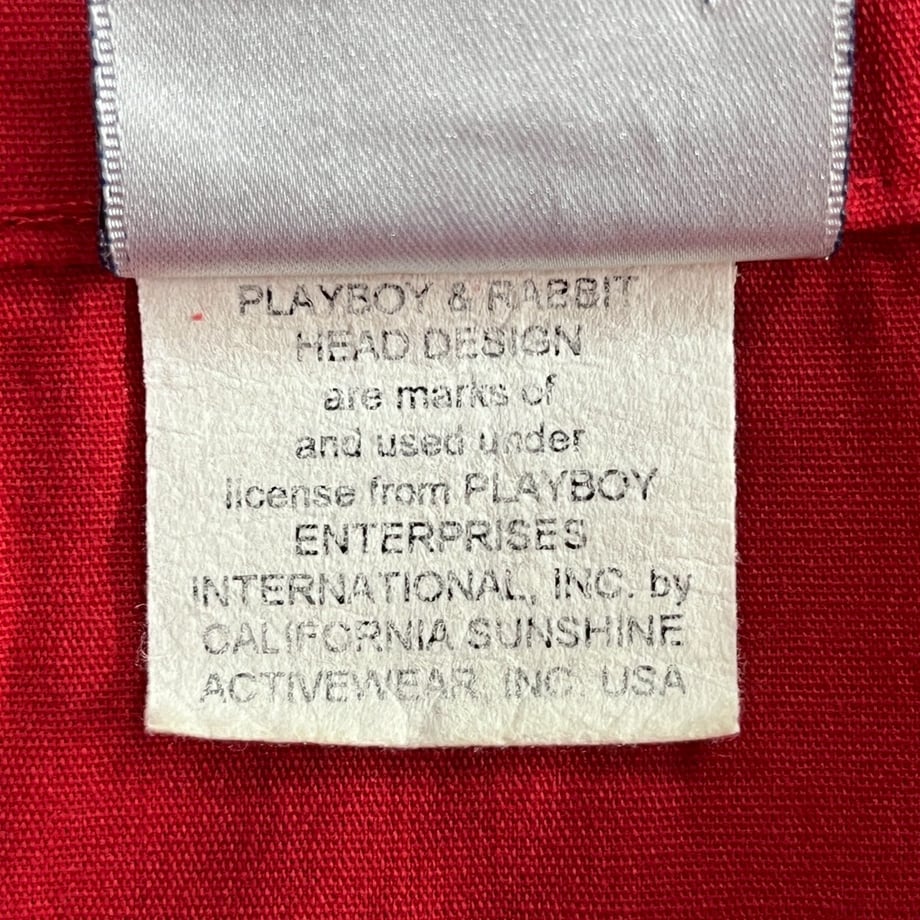 PLAYBOY & RABBIT
HEAD DESIGN
are marks of
and used under
license from PLAYBOY
ENTERPRISES
INTERNATIONAL, INC. by
CALIFORNIA SUNSHINE
ACTIVEWEAR, INC. USA